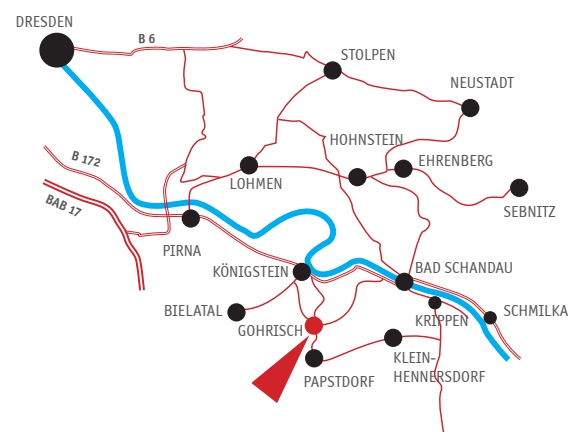 DRESDEN
B 6
STOLPEN
NEUSTADT
HOHNSTEIN
B 172
EHRENBERG
LOHMEN
BAB 17
SEBNITZ
PIRNA
KÖNIGSTEIN
BAD SCHANDAU
BIELATAL
SCHMILKA
KRIPPEN
GOHRISCH
KLEIN-
HENNERSDORF
PAPSTDORF